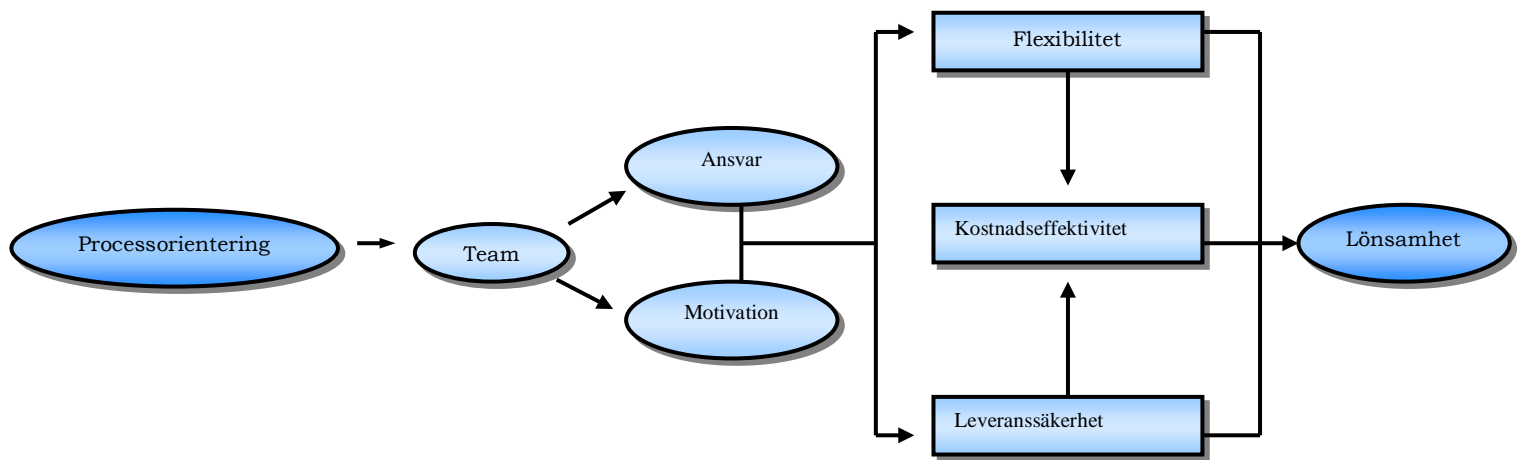 Processorientering
Team
Ansvar
Motivation
Flexibilitet
Kostnadseffektivitet
Leveranssäkerhet
Lönsamhet